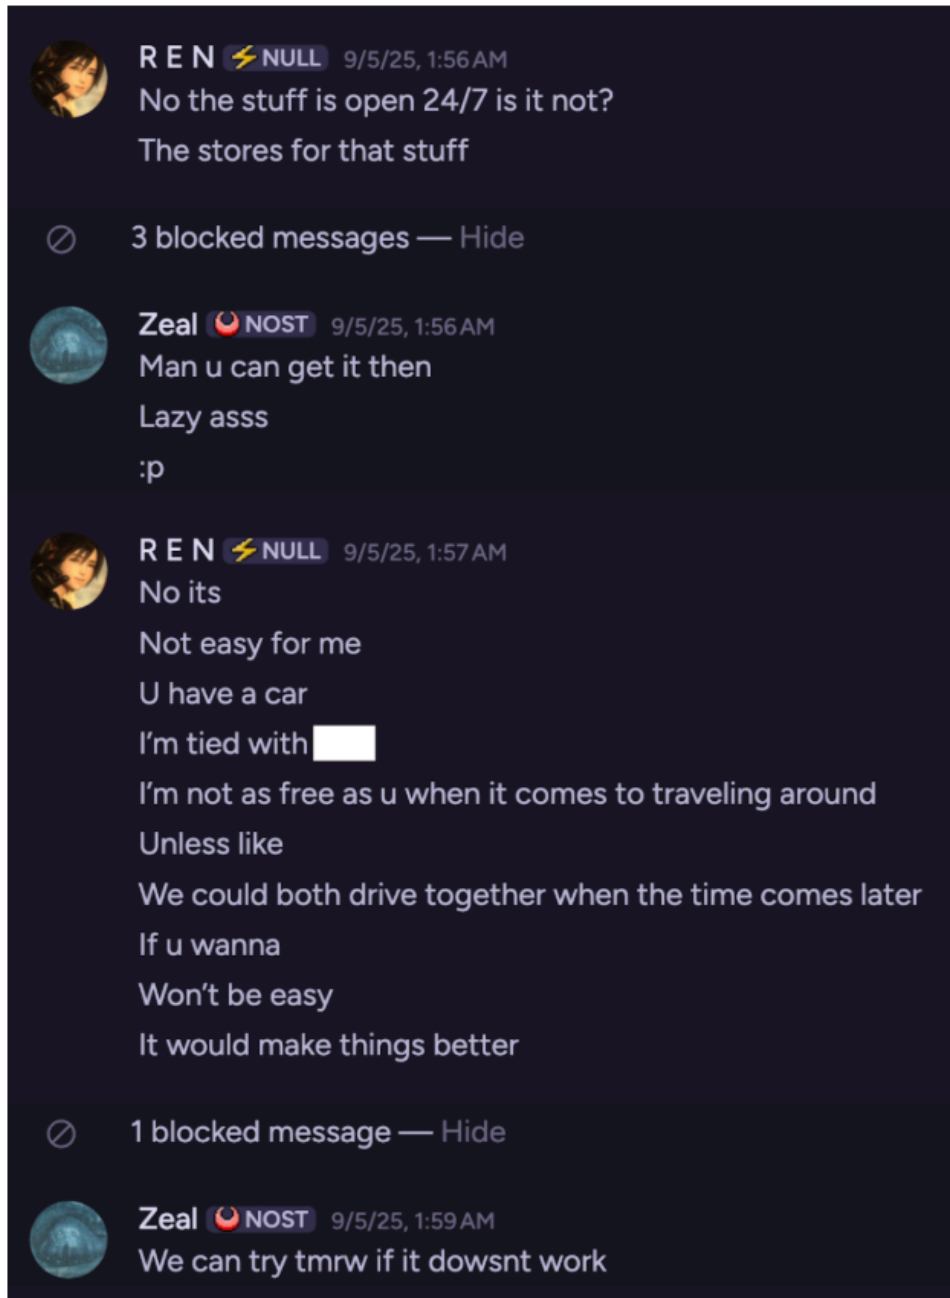 R E N ⚡ NULL 9/5/25, 1:56 AM
No the stuff is open 24/7 is it not?
The stores for that stuff
3 blocked messages — Hide
Zeal NOST 9/5/25, 1:56 AM
Man u can get it then
Lazy asss
:p
R E N ⚡ NULL 9/5/25, 1:57 AM
No its
Not easy for me
U have a car
I'm tied with
I'm not as free as u when it comes to traveling around
Unless like
We could both drive together when the time comes later
If u wanna
Won't be easy
It would make things better
1 blocked message — Hide
Zeal NOST 9/5/25, 1:59 AM
We can try tmrw if it dowsnt work